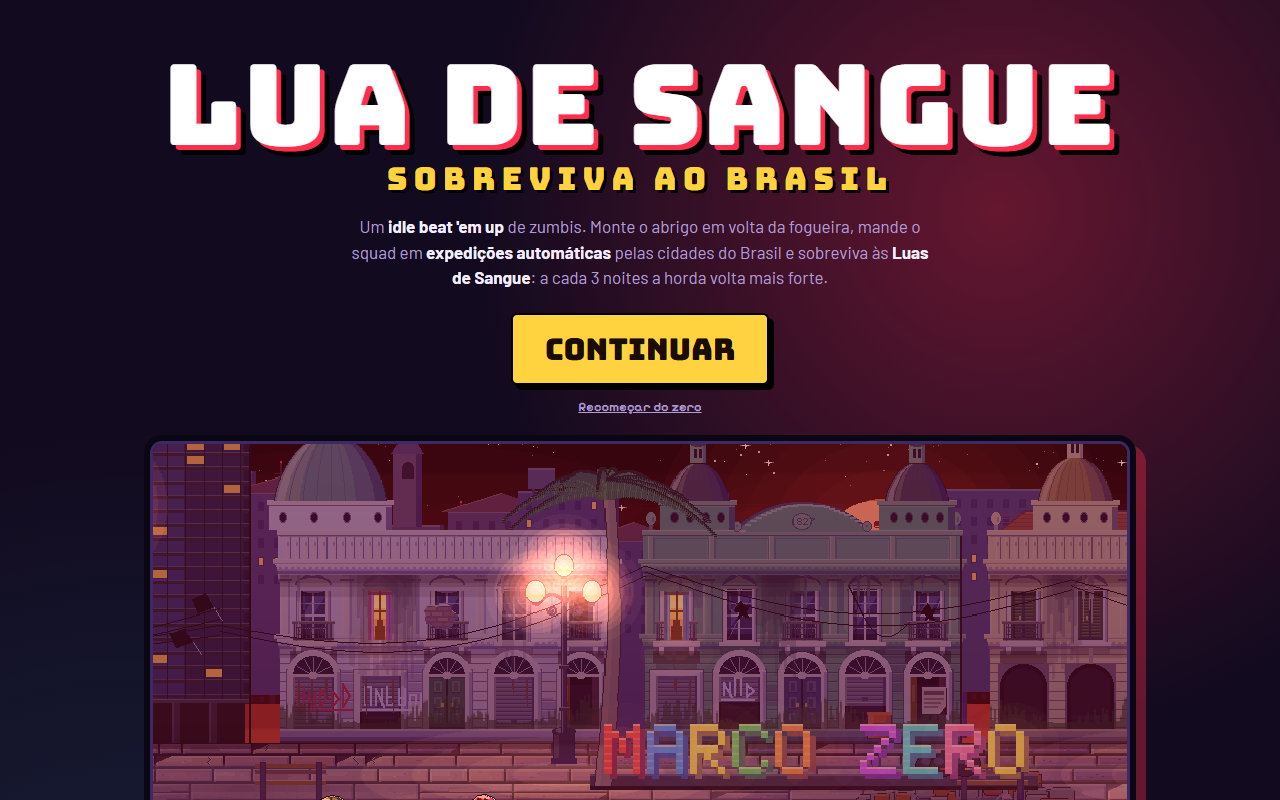 LUA DE SANGUE
SOBREVIVA AO BRASIL
Um idle beat 'em up de zumbis. Monte o abrigo em volta da fogueira, mande o
squad em expedições automáticas pelas cidades do Brasil e sobreviva às Luas
de Sangue: a cada 3 noites a horda volta mais forte.
CONTINUAR
Recomeçar do zero
MARCO ZERO